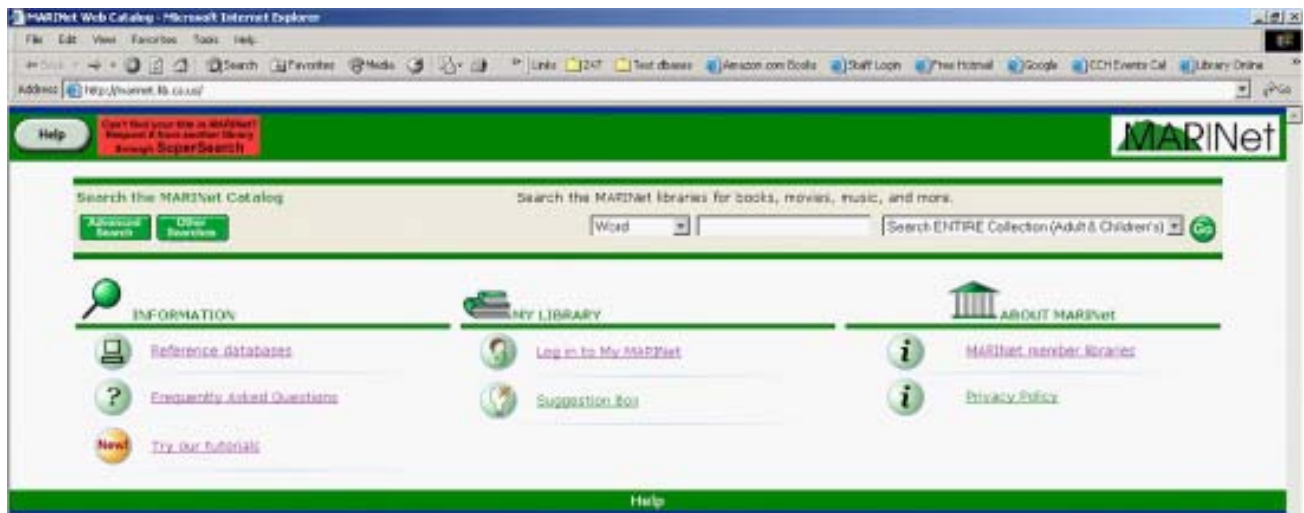 MARINet Web Catalog - Microsoft Internet Explorer
File Edit View Favorites Tools Help
Back Search Favorites Media Links 247 Test dbases Amazon.com Books Staff Login Free Hotmail Google CCH Events Cal Library Online
Address http://marinet.lib.ca.us/ Go
Help
Can't find your title in MARINet?
Request it from another library
through SuperSearch
MARINet
Search the MARINet Catalog
Search the MARINet libraries for books, movies, music, and more.
Advanced Search
Other Searches
Word
Search ENTIRE Collection (Adult & Children's)
Go
INFORMATION
MY LIBRARY
ABOUT MARINet
Reference databases
Log in to My MARINet
MARINet member libraries
Frequently Asked Questions
Suggestion Box
Privacy Policy
New!
Try our tutorials
Help